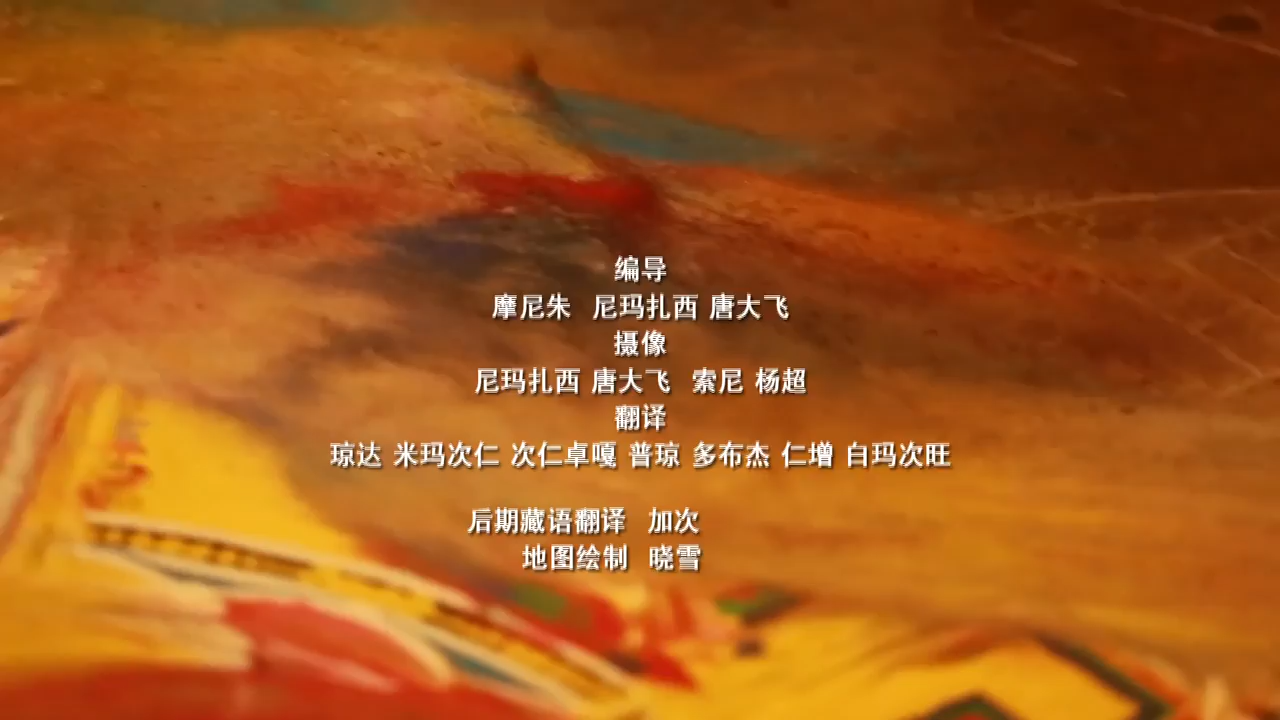 编导
摩尼朱 尼玛扎西 唐大飞
摄像
尼玛扎西 唐大飞 索尼 杨超
翻译
琼达 米玛次仁 次仁卓嘎 普琼 多布杰 仁增 白玛次旺
后期藏语翻译 加次
地图绘制 晓雪